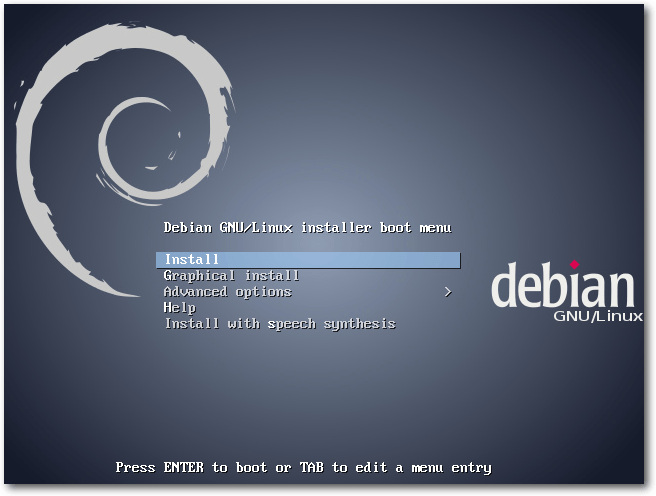 Debian GNU/Linux installer boot menu
Install
Graphical install
Advanced options >
Help
Install with speech synthesis
debian
GNU/Linux
Press ENTER to boot or TAB to edit a menu entry